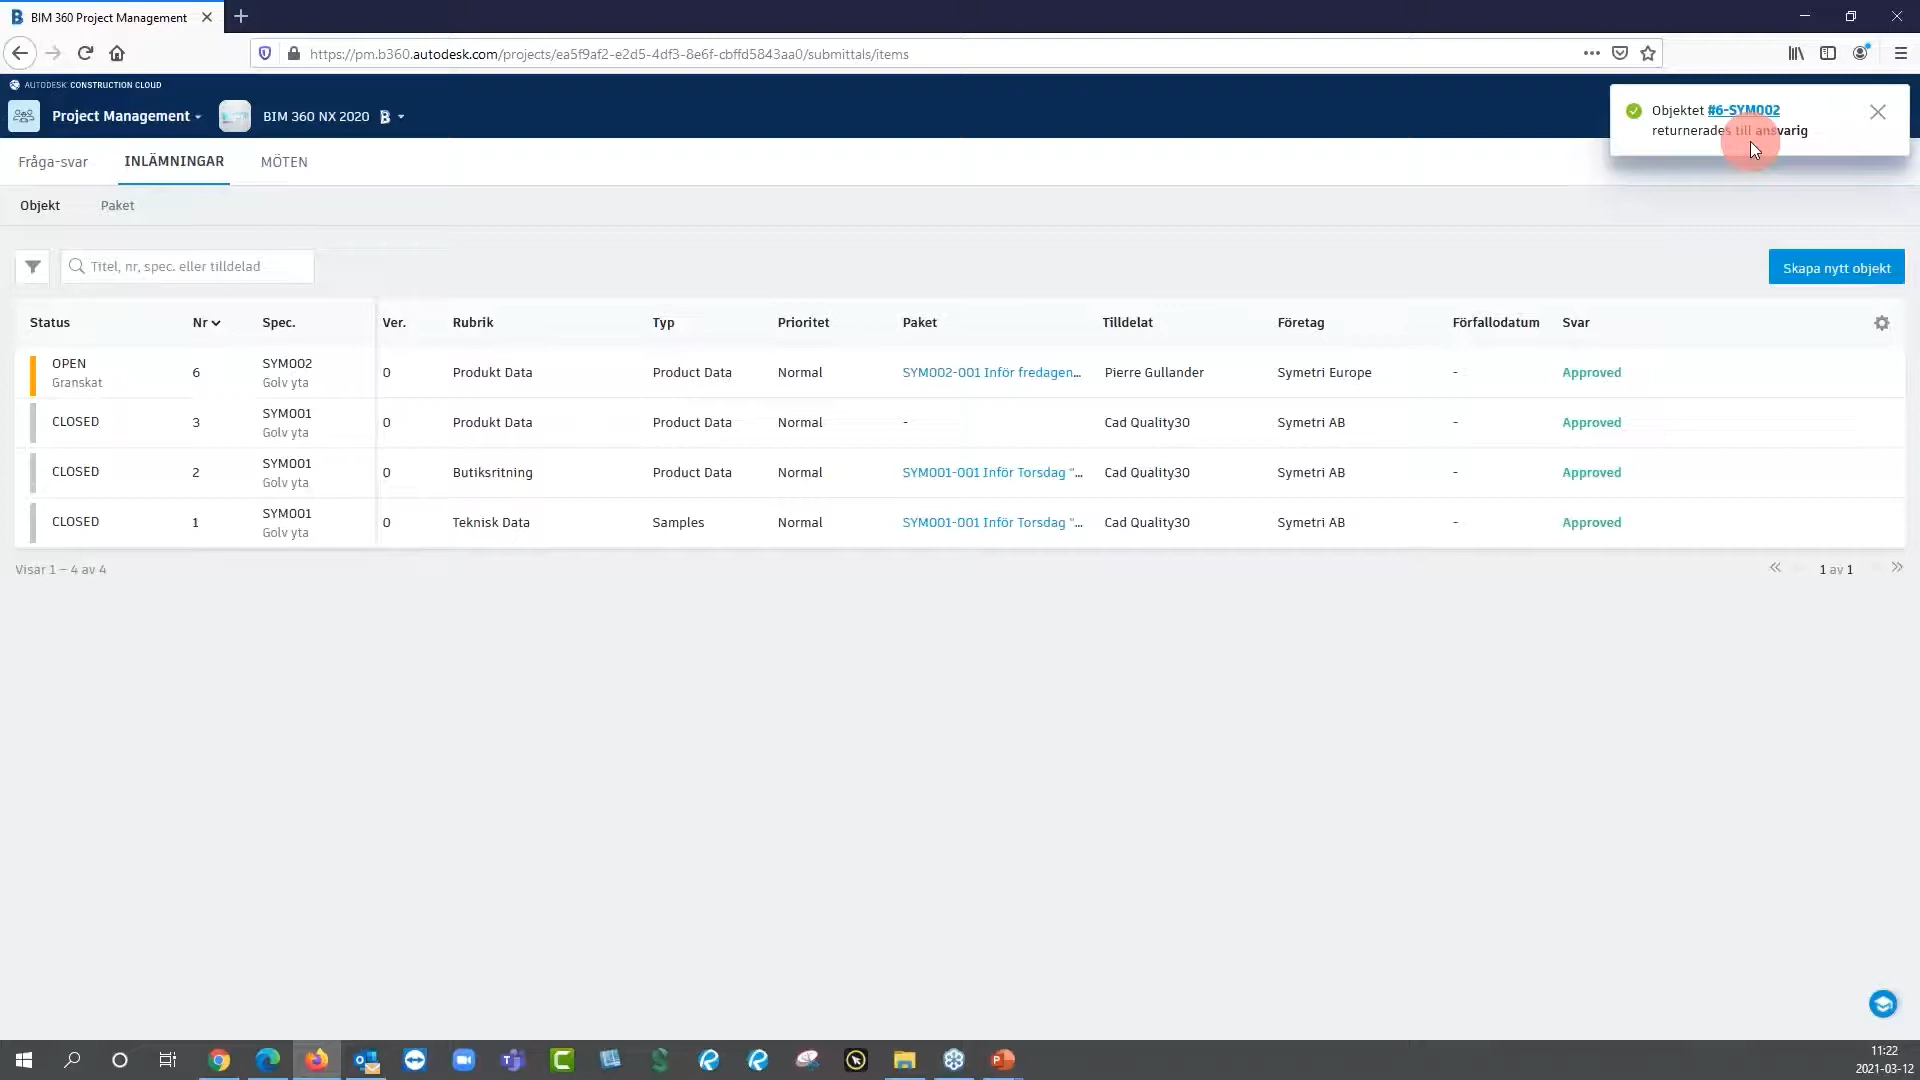 BIM 360 Project Management
https://pm.b360.autodesk.com/projects/ea5f9af2-e2d5-4df3-8e6f-cbffd5843aa0/submittals/items
AUTODESK CONSTRUCTION CLOUD
Project Management
BIM 360 NX 2020
Objektet #6-SYM002
returnerades till ansvarig
Fråga-svar INLÄMNINGAR MÖTEN
Objekt Paket
Titel, nr, spec. eller tilldelad
Skapa nytt objekt
Status Nr Spec. Ver. Rubrik Typ Prioritet Paket Tilldelat Företag Förfallodatum Svar
OPEN
Granskat
6
SYM002
Golv yta
0 Produkt Data Product Data Normal SYM002-001 Inför fredagen... Pierre Gullander Symetri Europe - Approved
CLOSED 3
SYM001
Golv yta
0 Produkt Data Product Data Normal - Cad Quality30 Symetri AB - Approved
CLOSED 2
SYM001
Golv yta
0 Butiksritning Product Data Normal SYM001-001 Inför Torsdag "... Cad Quality30 Symetri AB - Approved
CLOSED 1
SYM001
Golv yta
0 Teknisk Data Samples Normal SYM001-001 Inför Torsdag "... Cad Quality30 Symetri AB - Approved
Visar 1 – 4 av 4
1 av 1
11:22
2021-03-12